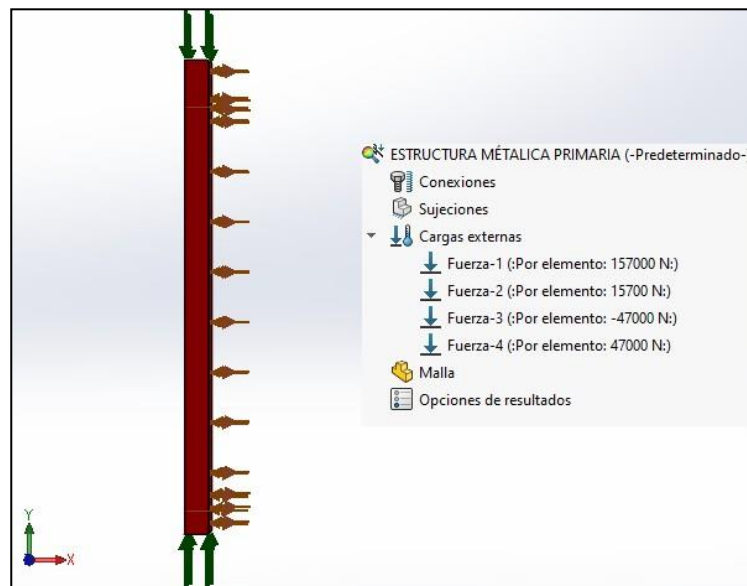 ESTRUCTURA MÉTALICA PRIMARIA (-Predeterminado-
Conexiones
Sujeciones
Cargas externas
Fuerza-1 (:Por elemento: 157000 N:)
Fuerza-2 (:Por elemento: 15700 N:)
Fuerza-3 (:Por elemento: -47000 N:)
Fuerza-4 (:Por elemento: 47000 N:)
Malla
Opciones de resultados
Y
X